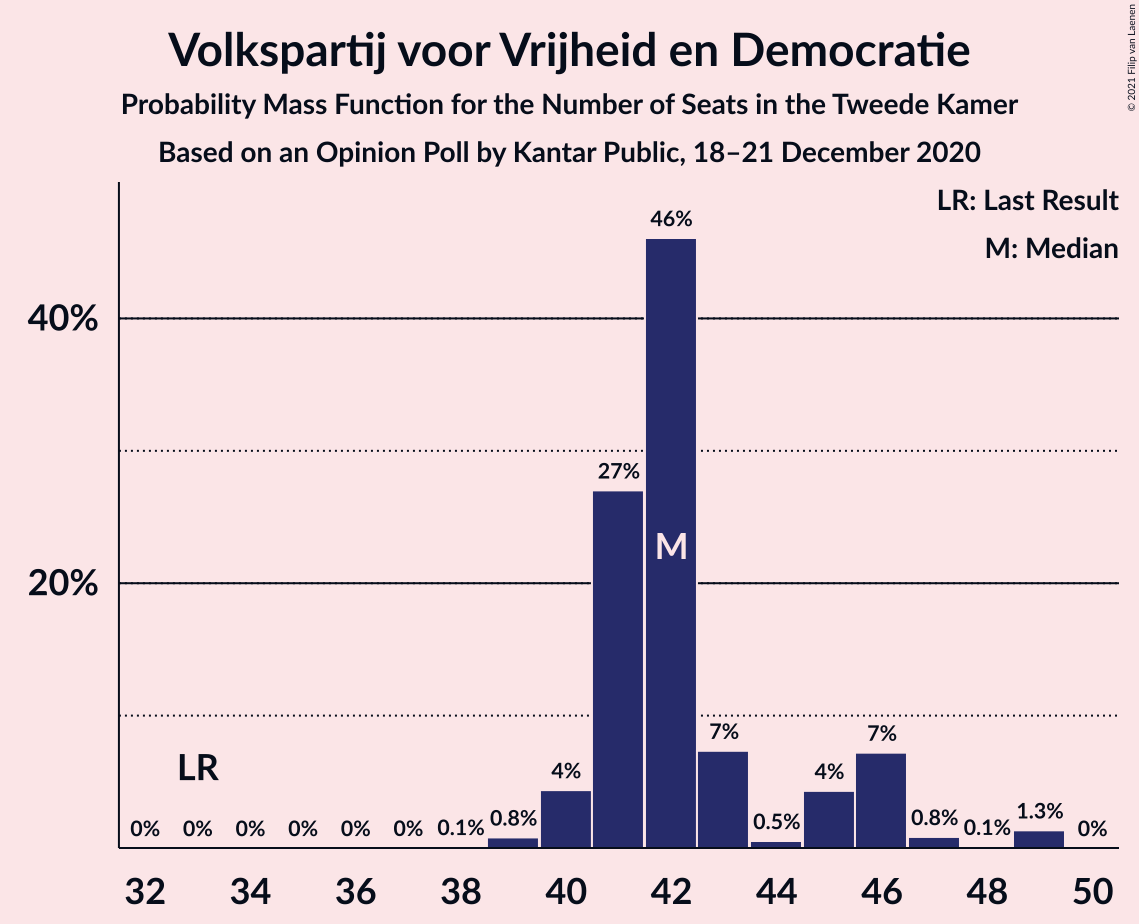 Volkspartij voor Vrijheid en Democratie
Probability Mass Function for the Number of Seats in the Tweede Kamer
Based on an Opinion Poll by Kantar Public, 18–21 December 2020
© 2021 Filip van Laenen
LR: Last Result
M: Median
46%
40%
27%
M
20%
7%
7%
LR
4%
4%
0% 0% 0% 0% 0% 0% 0.1% 0.8% 0.5% 0.8% 0.1% 1.3% 0%
32 34 36 38 40 42 44 46 48 50